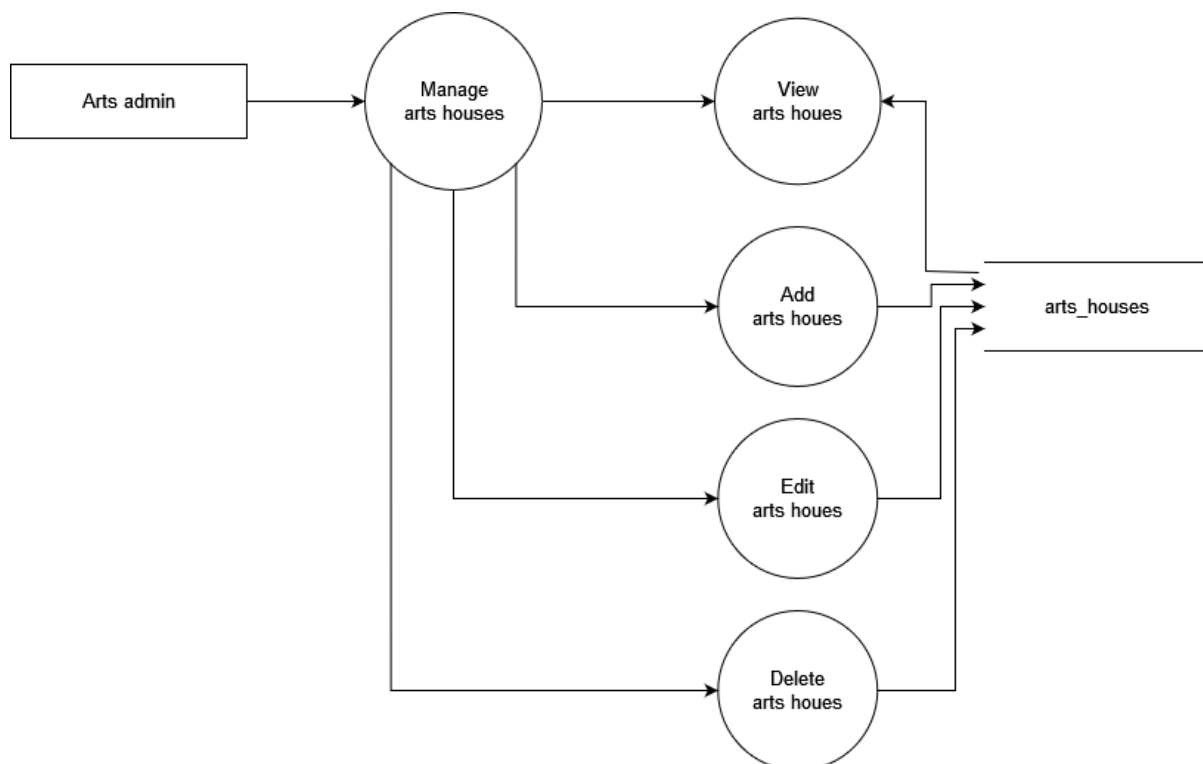 Arts admin
Manage
arts houses
View
arts houes
Add
arts houes
arts_houses
Edit
arts houes
Delete
arts houes